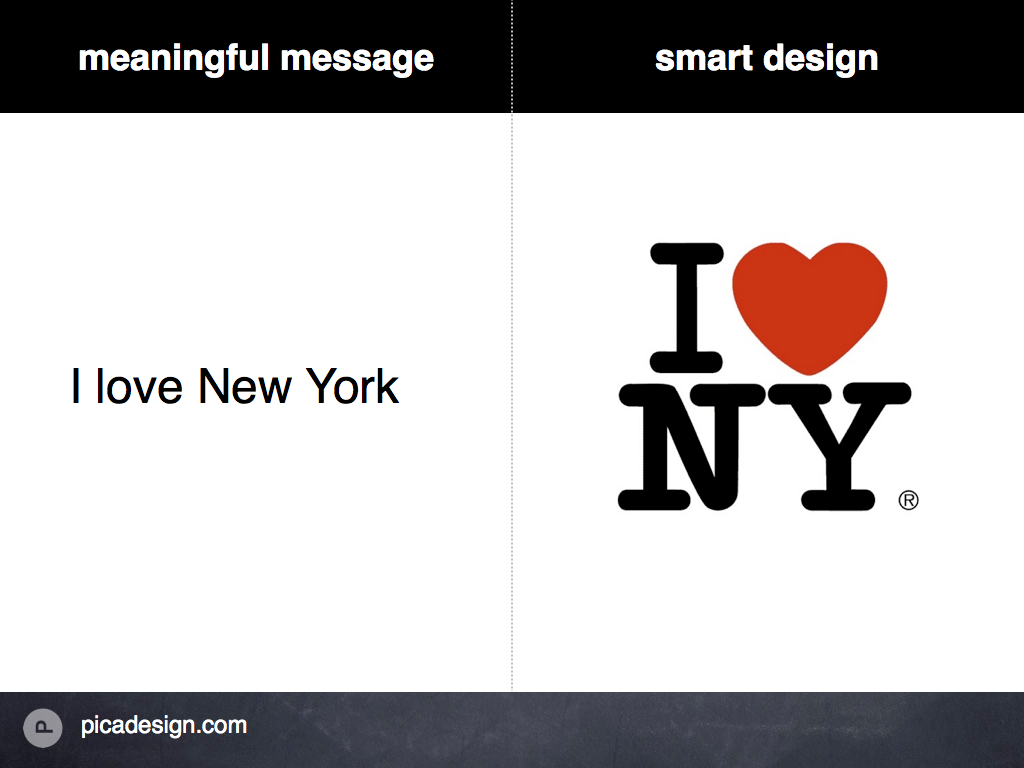 meaningful message
smart design
I love New York
I ♥
NY ®
P
picadesign.com